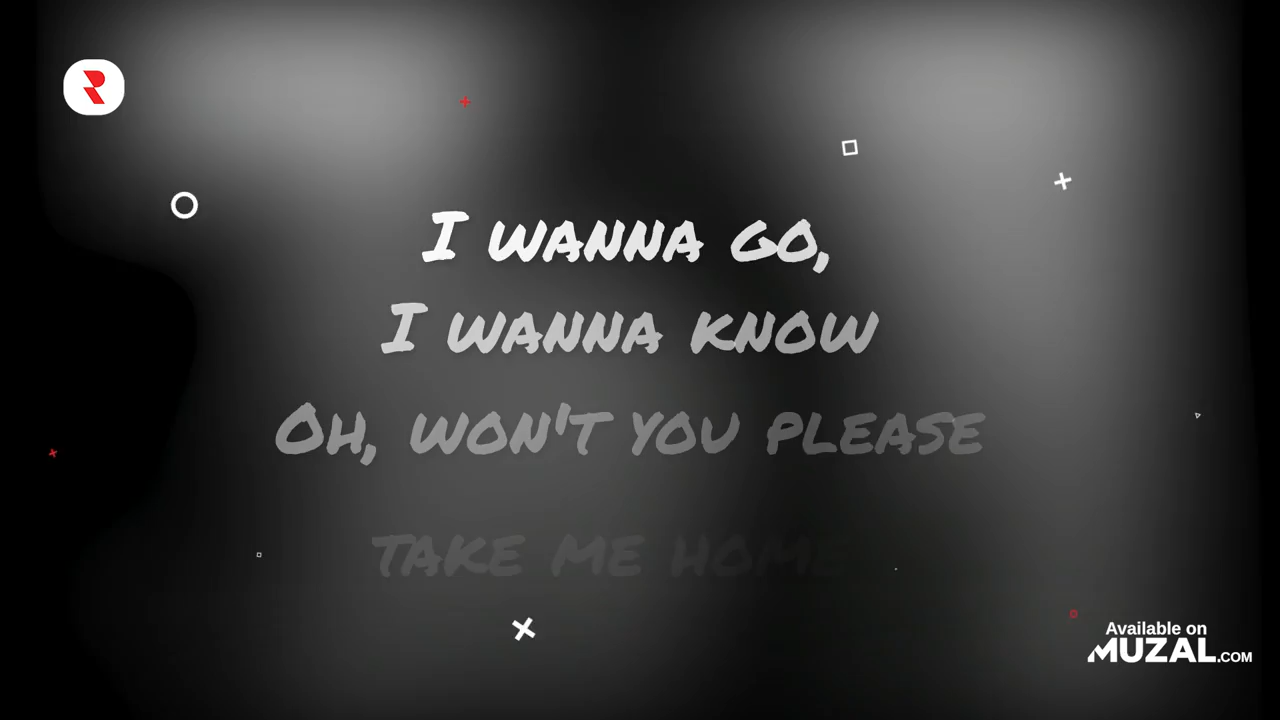 I WANNA GO,
I WANNA KNOW
OH, WON'T YOU PLEASE
TAKE ME HOME
Available on
MUZAL.COM